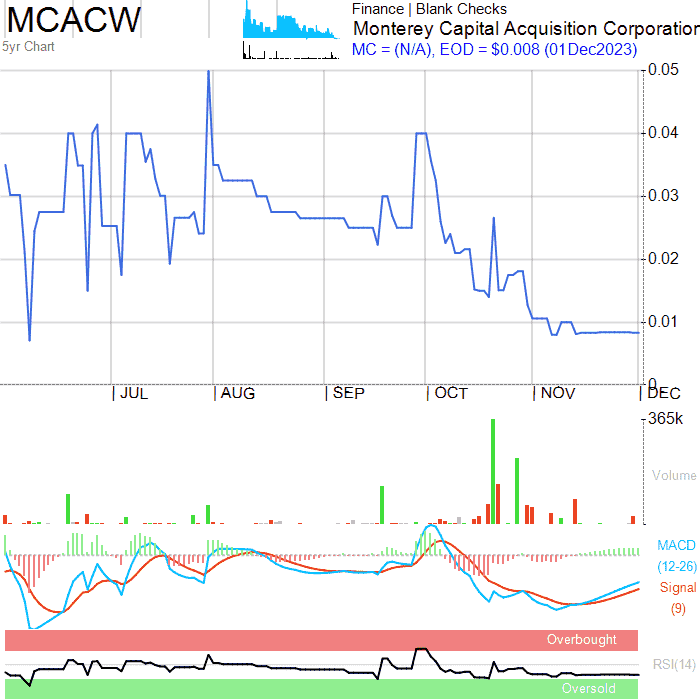 MCACW
5yr Chart
Finance | Blank Checks
Monterey Capital Acquisition Corporation
MC = (N/A), EOD = $0.008 (01Dec2023)
0.05
0.04
0.03
0.02
0.01
0
JUL AUG SEP OCT NOV DEC
365k
Volume
MACD
(12-26)
Signal
(9)
Overbought
RSI(14)
Oversold